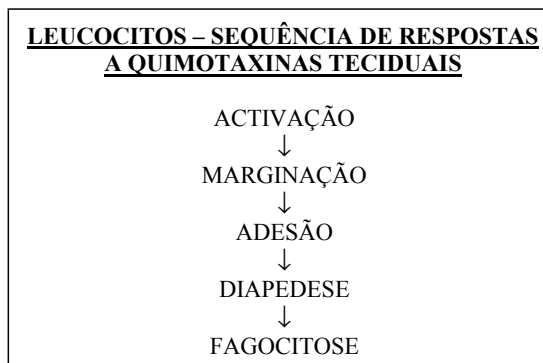 LEUCOCITOS – SEQUÊNCIA DE RESPOSTAS
A QUIMOTAXINAS TECIDUAIS
ACTIVAÇÃO
↓
MARGINAÇÃO
↓
ADESÃO
↓
DIAPEDESE
↓
FAGOCITOSE